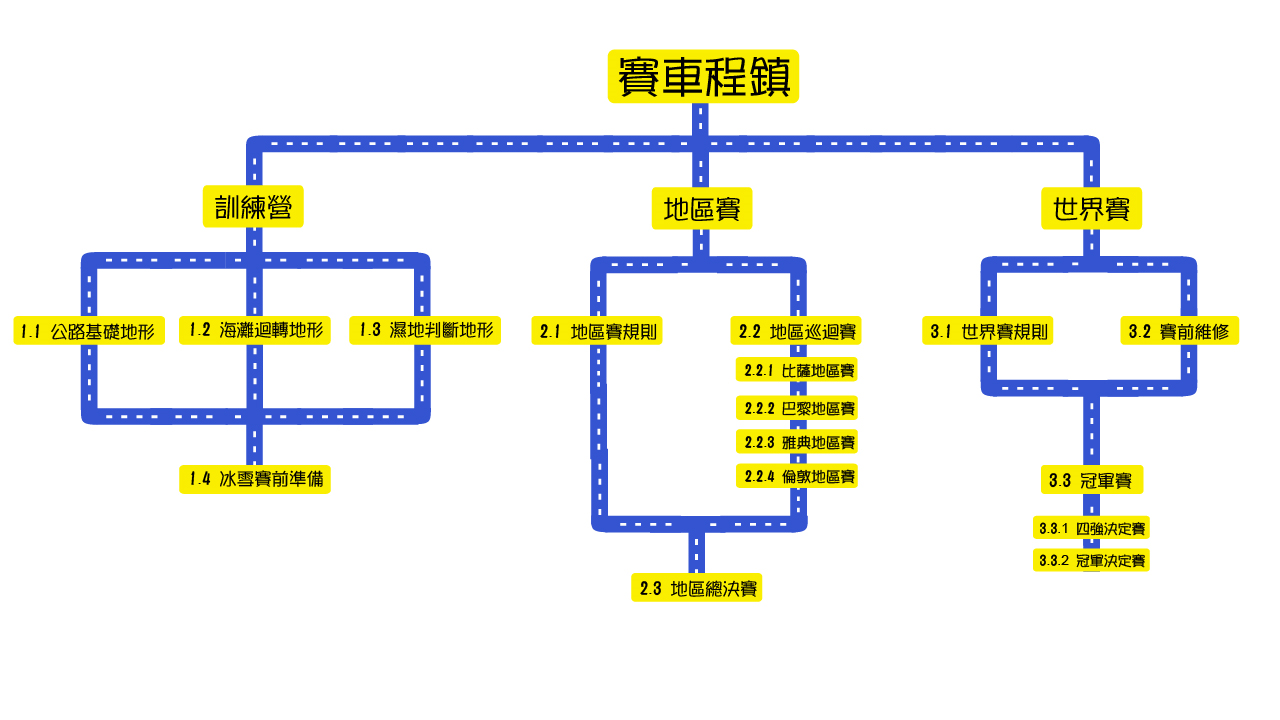 賽車程鎮
訓練營
地區賽
世界賽
1.1 公路基礎地形
1.2 海灘迴轉地形
1.3 濕地判斷地形
2.1 地區賽規則
2.2 地區巡迴賽
3.1 世界賽規則
3.2 賽前維修
2.2.1 比薩地區賽
2.2.2 巴黎地區賽
2.2.3 雅典地區賽
2.2.4 倫敦地區賽
1.4 冰雪賽前準備
3.3 冠軍賽
3.3.1 四強決定賽
3.3.2 冠軍決定賽
2.3 地區總決賽